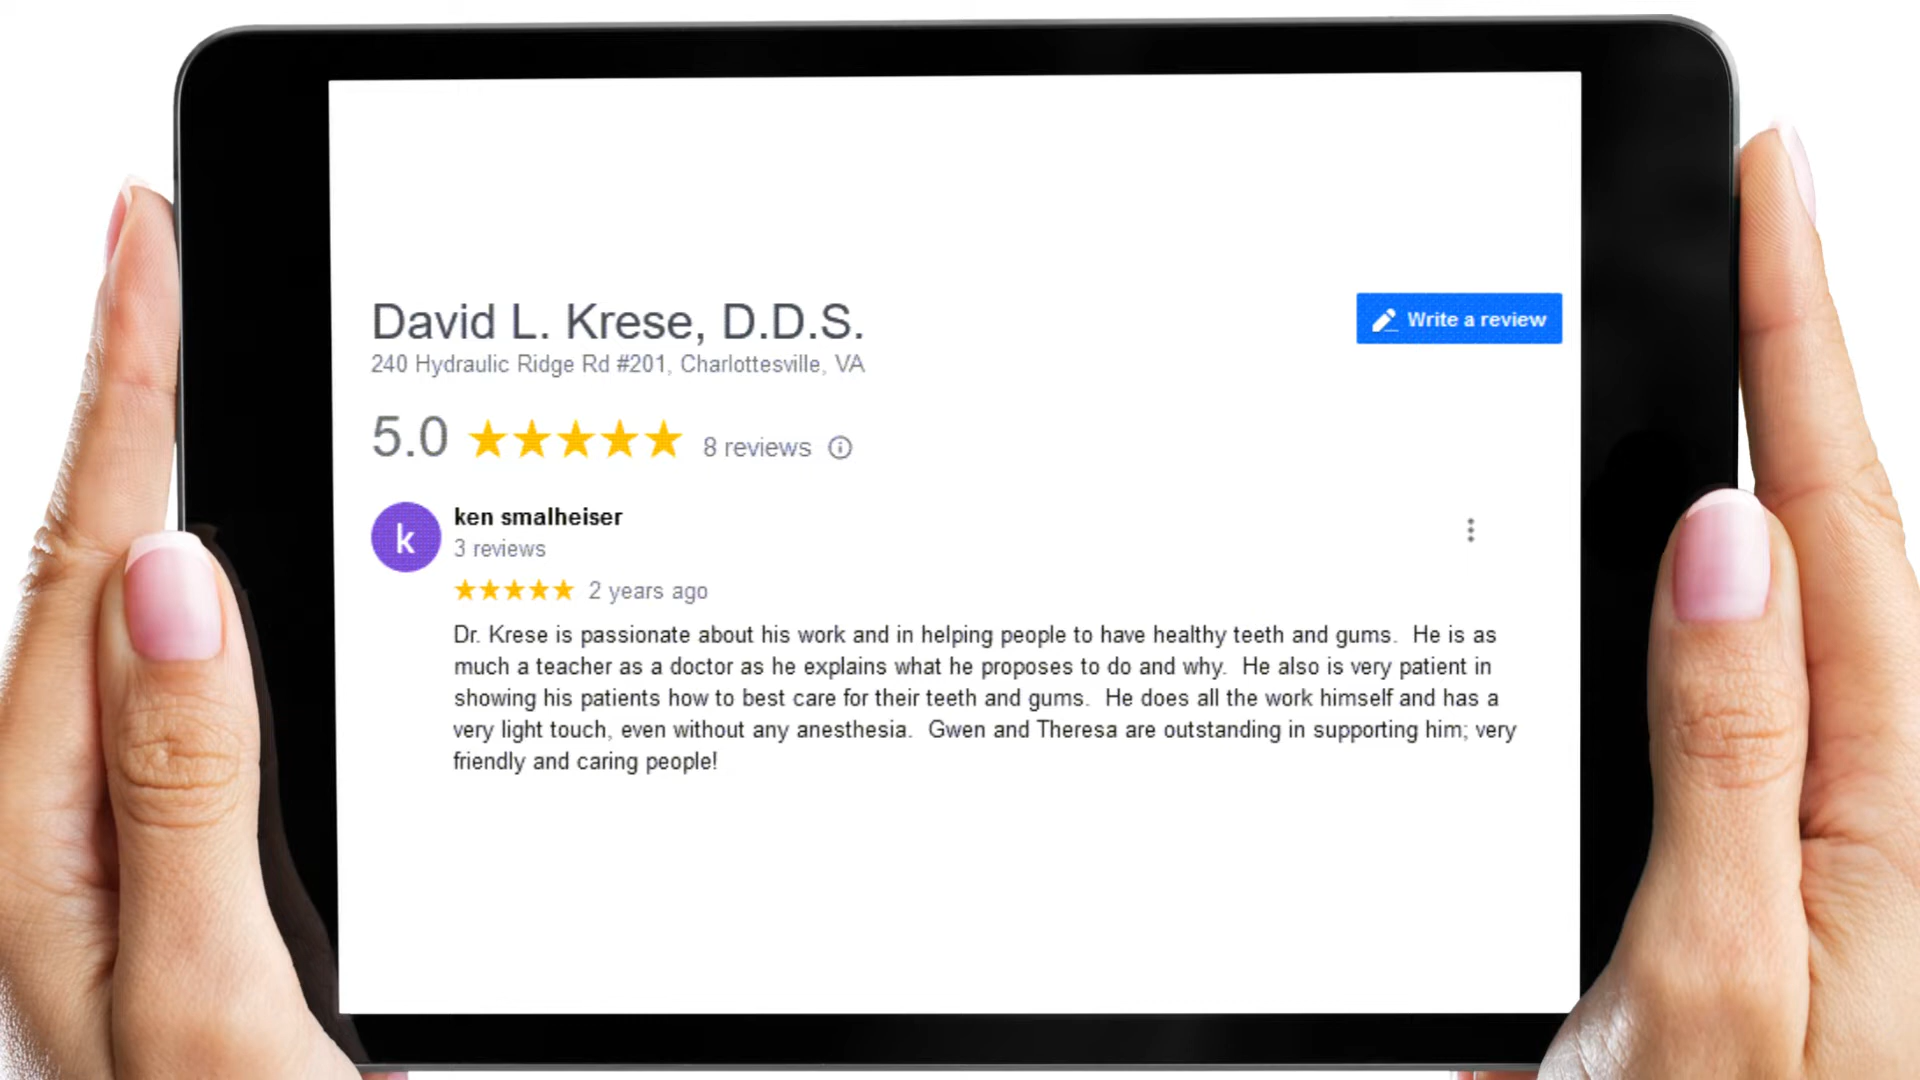 David L. Krese, D.D.S.
Write a review
240 Hydraulic Ridge Rd #201, Charlottesville, VA
5.0 8 reviews
k
ken smalheiser
3 reviews
2 years ago
Dr. Krese is passionate about his work and in helping people to have healthy teeth and gums. He is as
much a teacher as a doctor as he explains what he proposes to do and why. He also is very patient in
showing his patients how to best care for their teeth and gums. He does all the work himself and has a
very light touch, even without any anesthesia. Gwen and Theresa are outstanding in supporting him; very
friendly and caring people!